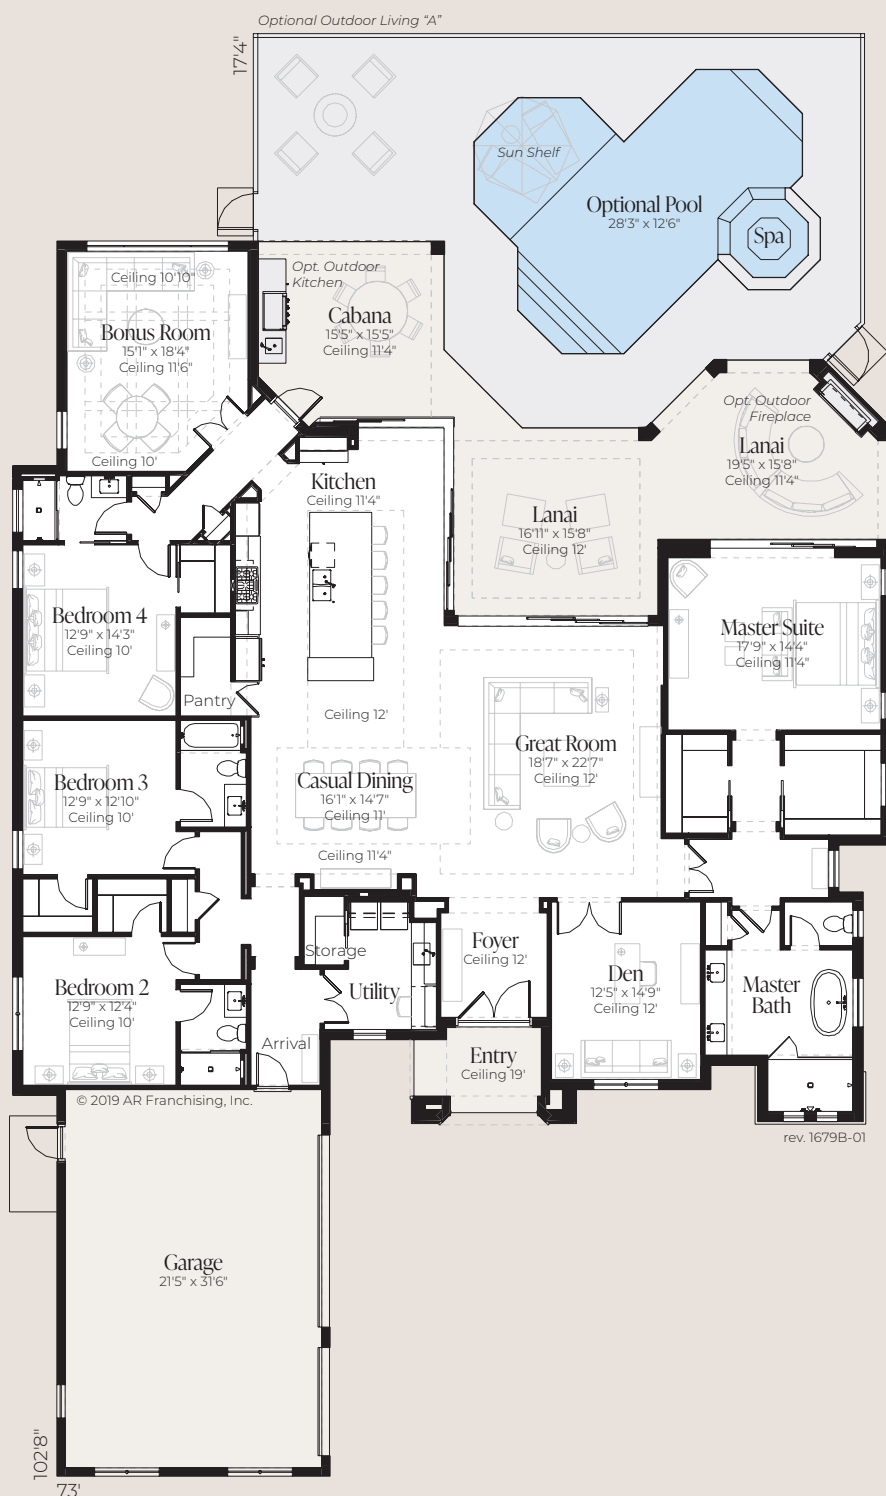 Optional Outdoor Living “A”
17'4"
Sun Shelf
Optional Pool
28'3" x 12'6"
Spa
Opt. Outdoor
Kitchen
Cabana
15'5" x 15'5"
Ceiling 11'4"
Ceiling 10'10"
Bonus Room
15'1" x 18'4"
Ceiling 11'6"
Ceiling 10'
Opt. Outdoor
Fireplace
Lanai
19'5" x 15'8"
Ceiling 11'4"
Kitchen
Ceiling 11'4"
Lanai
16'11" x 15'8"
Ceiling 12'
Bedroom 4
12'9" x 14'3"
Ceiling 10'
Master Suite
17'9" x 14'4"
Ceiling 11'4"
Pantry
Ceiling 12'
Great Room
18'7" x 22'7"
Ceiling 12'
Bedroom 3
12'9" x 12'10"
Ceiling 10'
Casual Dining
16'1" x 14'7"
Ceiling 11'
Ceiling 11'4"
Storage
Foyer
Ceiling 12'
Utility
Den
12'5" x 14'9"
Ceiling 12'
Master
Bath
Bedroom 2
12'9" x 12'4"
Ceiling 10'
Arrival
Entry
Ceiling 19'
© 2019 AR Franchising, Inc.
rev. 1679B-01
Garage
21'5" x 31'6"
102'8"
73'